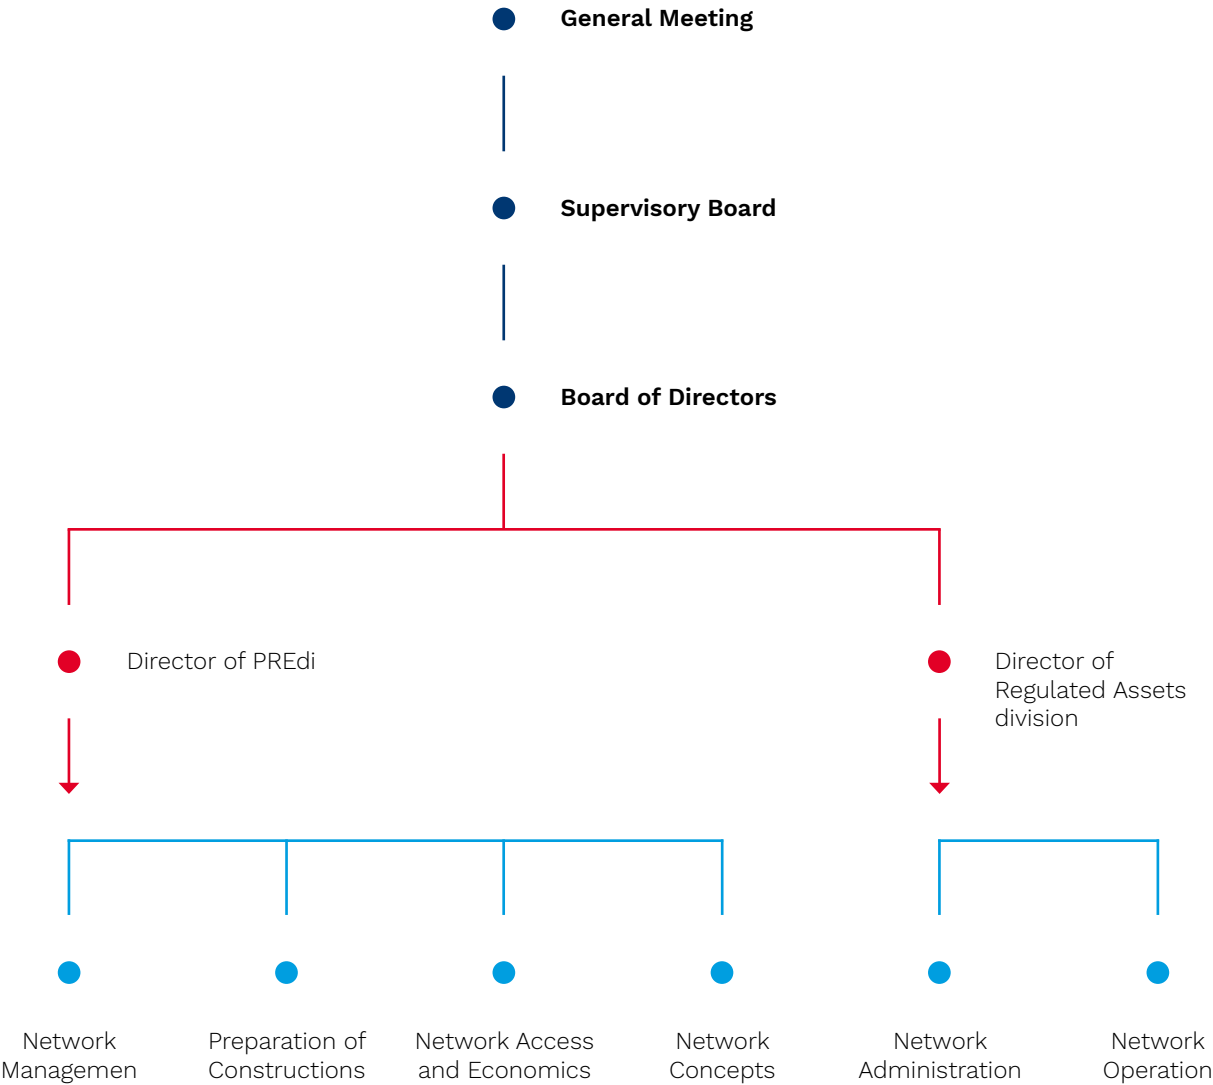 General Meeting
Supervisory Board
Board of Directors
Director of PREdi
Director of
Regulated Assets
division
Network
Managemen
Preparation of
Constructions
Network Access
and Economics
Network
Concepts
Network
Administration
Network
Operation